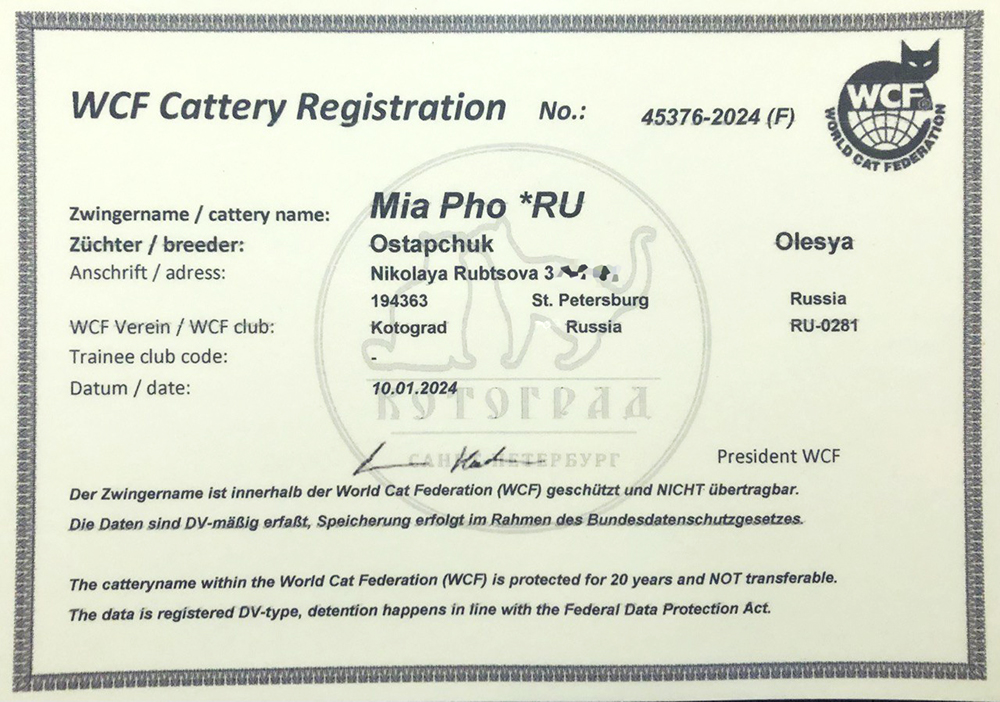 WCF Cattery Registration No.: 45376-2024 (F)
WCF
WORLD CAT FEDERATION
Zwingername / cattery name: Mia Pho *RU
Züchter / breeder: Ostapchuk Olesya
Anschrift / adress: Nikolaya Rubtsova 3
194363 St. Petersburg Russia
WCF Verein / WCF club: Kotograd Russia RU-0281
Trainee club code: -
Datum / date: 10.01.2024
КОТОГРАД
САНКТ-ПЕТЕРБУРГ
President WCF
Der Zwingername ist innerhalb der World Cat Federation (WCF) geschützt und NICHT übertragbar.
Die Daten sind DV-mäßig erfaßt, Speicherung erfolgt im Rahmen des Bundesdatenschutzgesetzes.
The catteryname within the World Cat Federation (WCF) is protected for 20 years and NOT transferable.
The data is registered DV-type, detention happens in line with the Federal Data Protection Act.